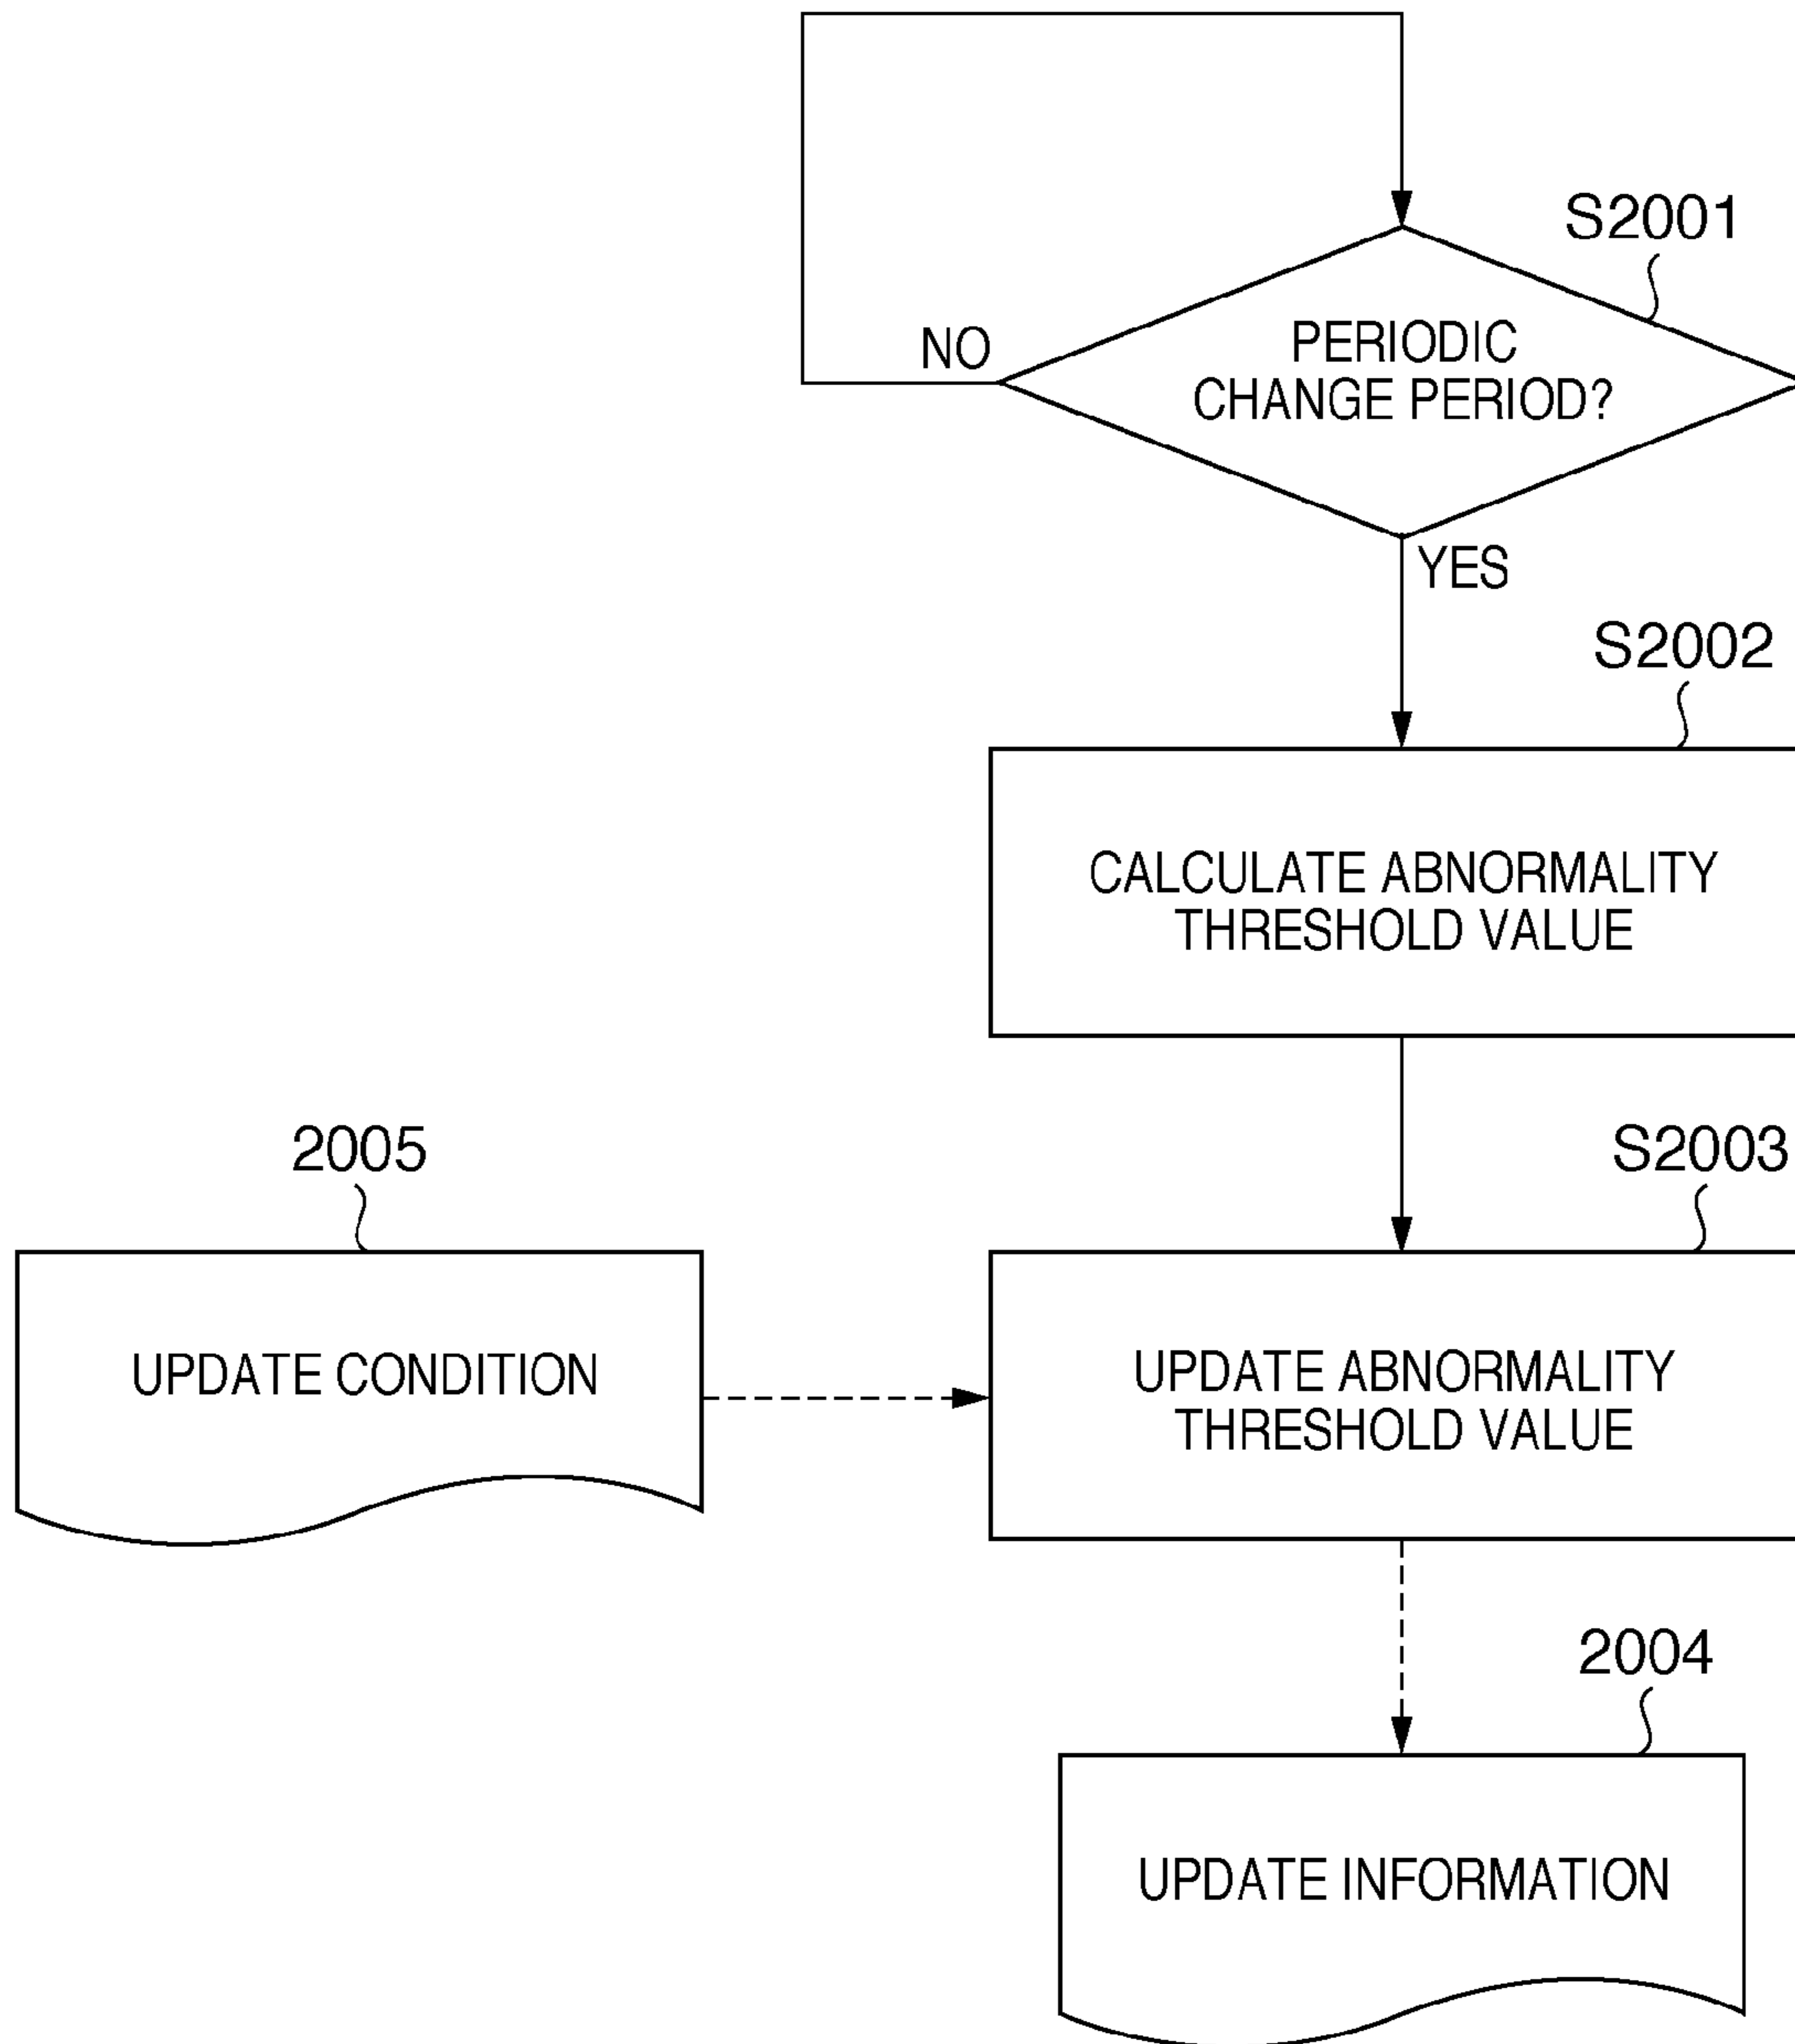 S2001
PERIODIC
CHANGE PERIOD?
NO
YES
S2002
CALCULATE ABNORMALITY
THRESHOLD VALUE
2005
S2003
UPDATE CONDITION
UPDATE ABNORMALITY
THRESHOLD VALUE
2004
UPDATE INFORMATION